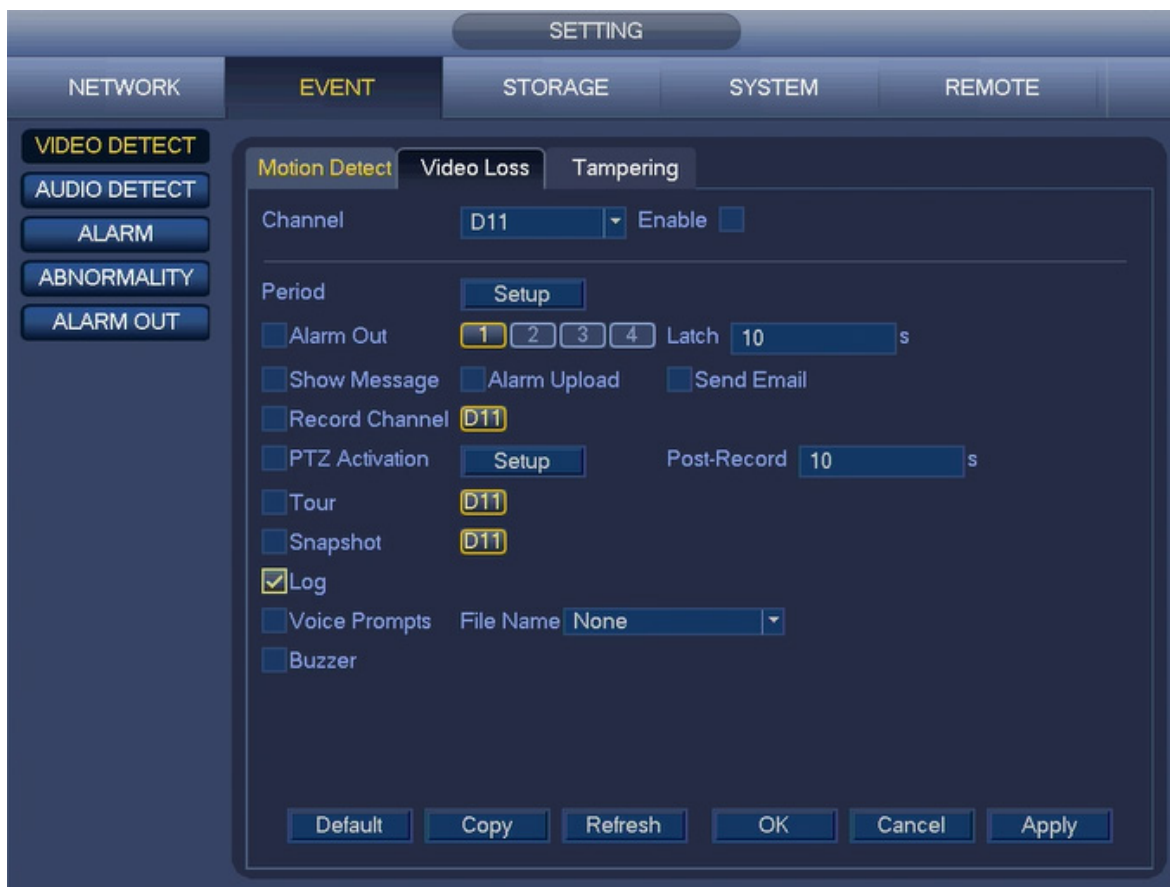 SETTING
NETWORK EVENT STORAGE SYSTEM REMOTE
VIDEO DETECT
AUDIO DETECT
ALARM
ABNORMALITY
ALARM OUT
Motion Detect Video Loss Tampering
Channel D11 Enable
Period Setup
Alarm Out 1 2 3 4 Latch 10 s
Show Message Alarm Upload Send Email
Record Channel D11
PTZ Activation Setup Post-Record 10 s
Tour D11
Snapshot D11
Log
Voice Prompts File Name None
Buzzer
Default Copy Refresh OK Cancel Apply